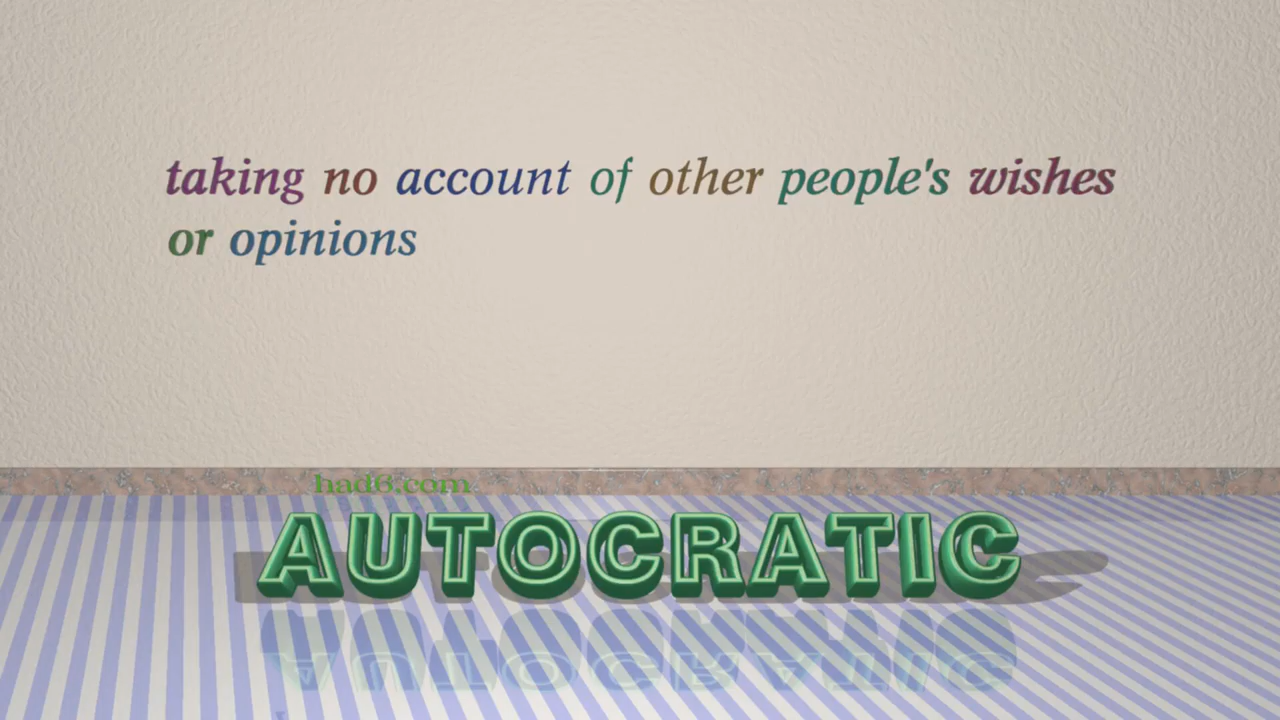 taking no account of other people's wishes
or opinions
had6.com
AUTOCRATIC